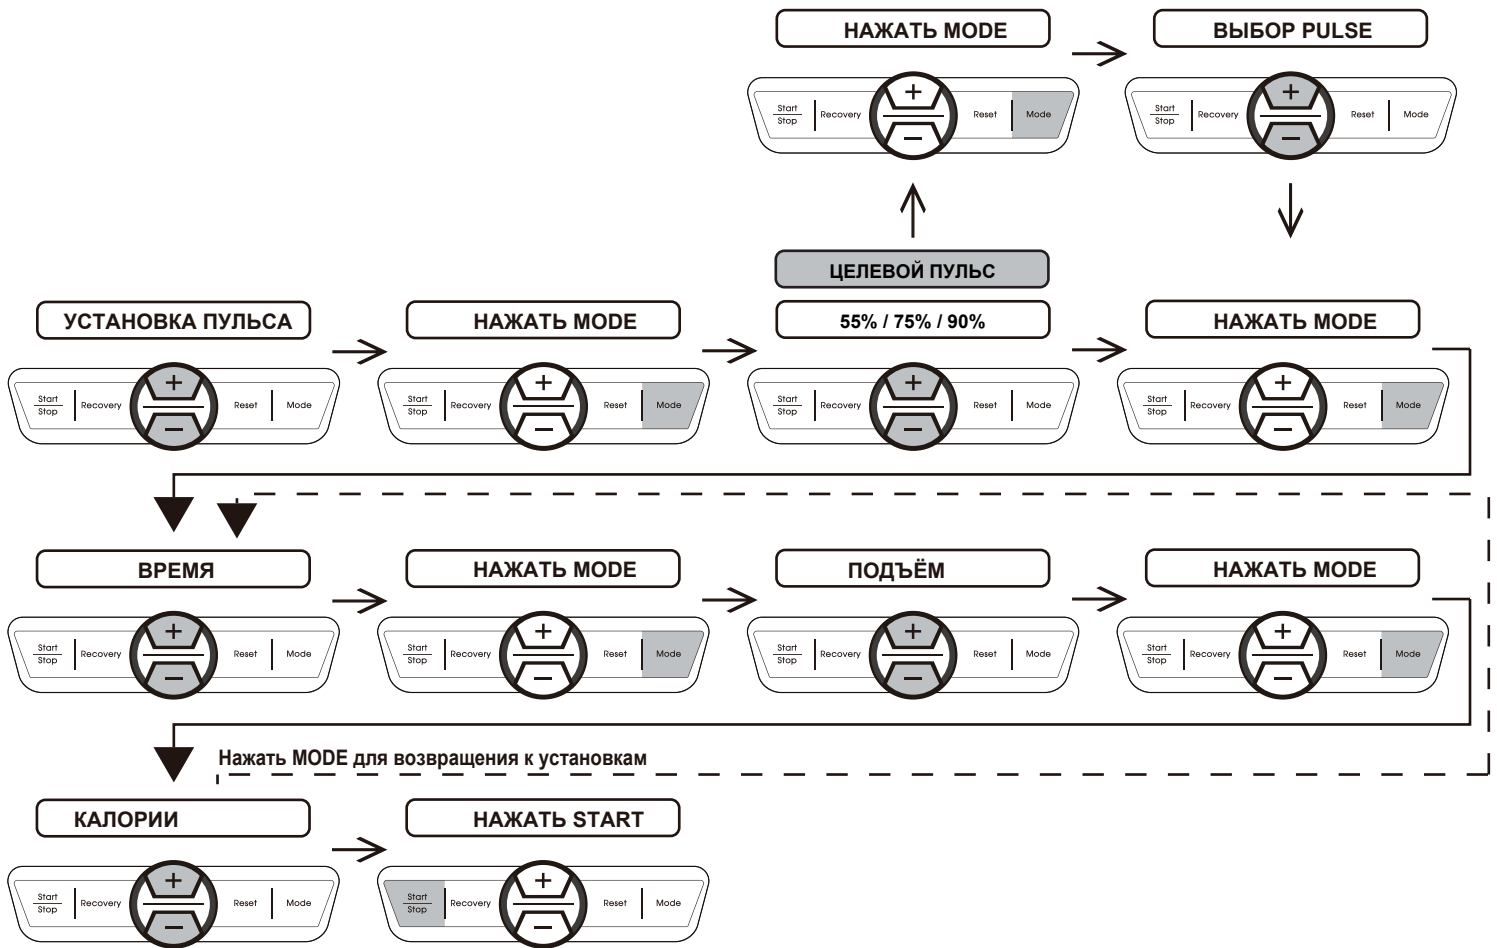 НАЖАТЬ MODE
ВЫБОР PULSE
+
+
Start
Stop
Recovery
Reset
Mode
Start
Stop
Recovery
Reset
Mode
−
−
ЦЕЛЕВОЙ ПУЛЬС
УСТАНОВКА ПУЛЬСА
НАЖАТЬ MODE
55% / 75% / 90%
НАЖАТЬ MODE
+
+
+
+
Start
Stop
Recovery
Reset
Mode
Start
Stop
Recovery
Reset
Mode
Start
Stop
Recovery
Reset
Mode
Start
Stop
Recovery
Reset
Mode
−
−
−
−
ВРЕМЯ
НАЖАТЬ MODE
ПОДЪЁМ
НАЖАТЬ MODE
+
+
+
+
Start
Stop
Recovery
Reset
Mode
Start
Stop
Recovery
Reset
Mode
Start
Stop
Recovery
Reset
Mode
Start
Stop
Recovery
Reset
Mode
−
−
−
−
Нажать MODE для возвращения к установкам
КАЛОРИИ
НАЖАТЬ START
+
+
Start
Stop
Recovery
Reset
Mode
Start
Stop
Recovery
Reset
Mode
−
−